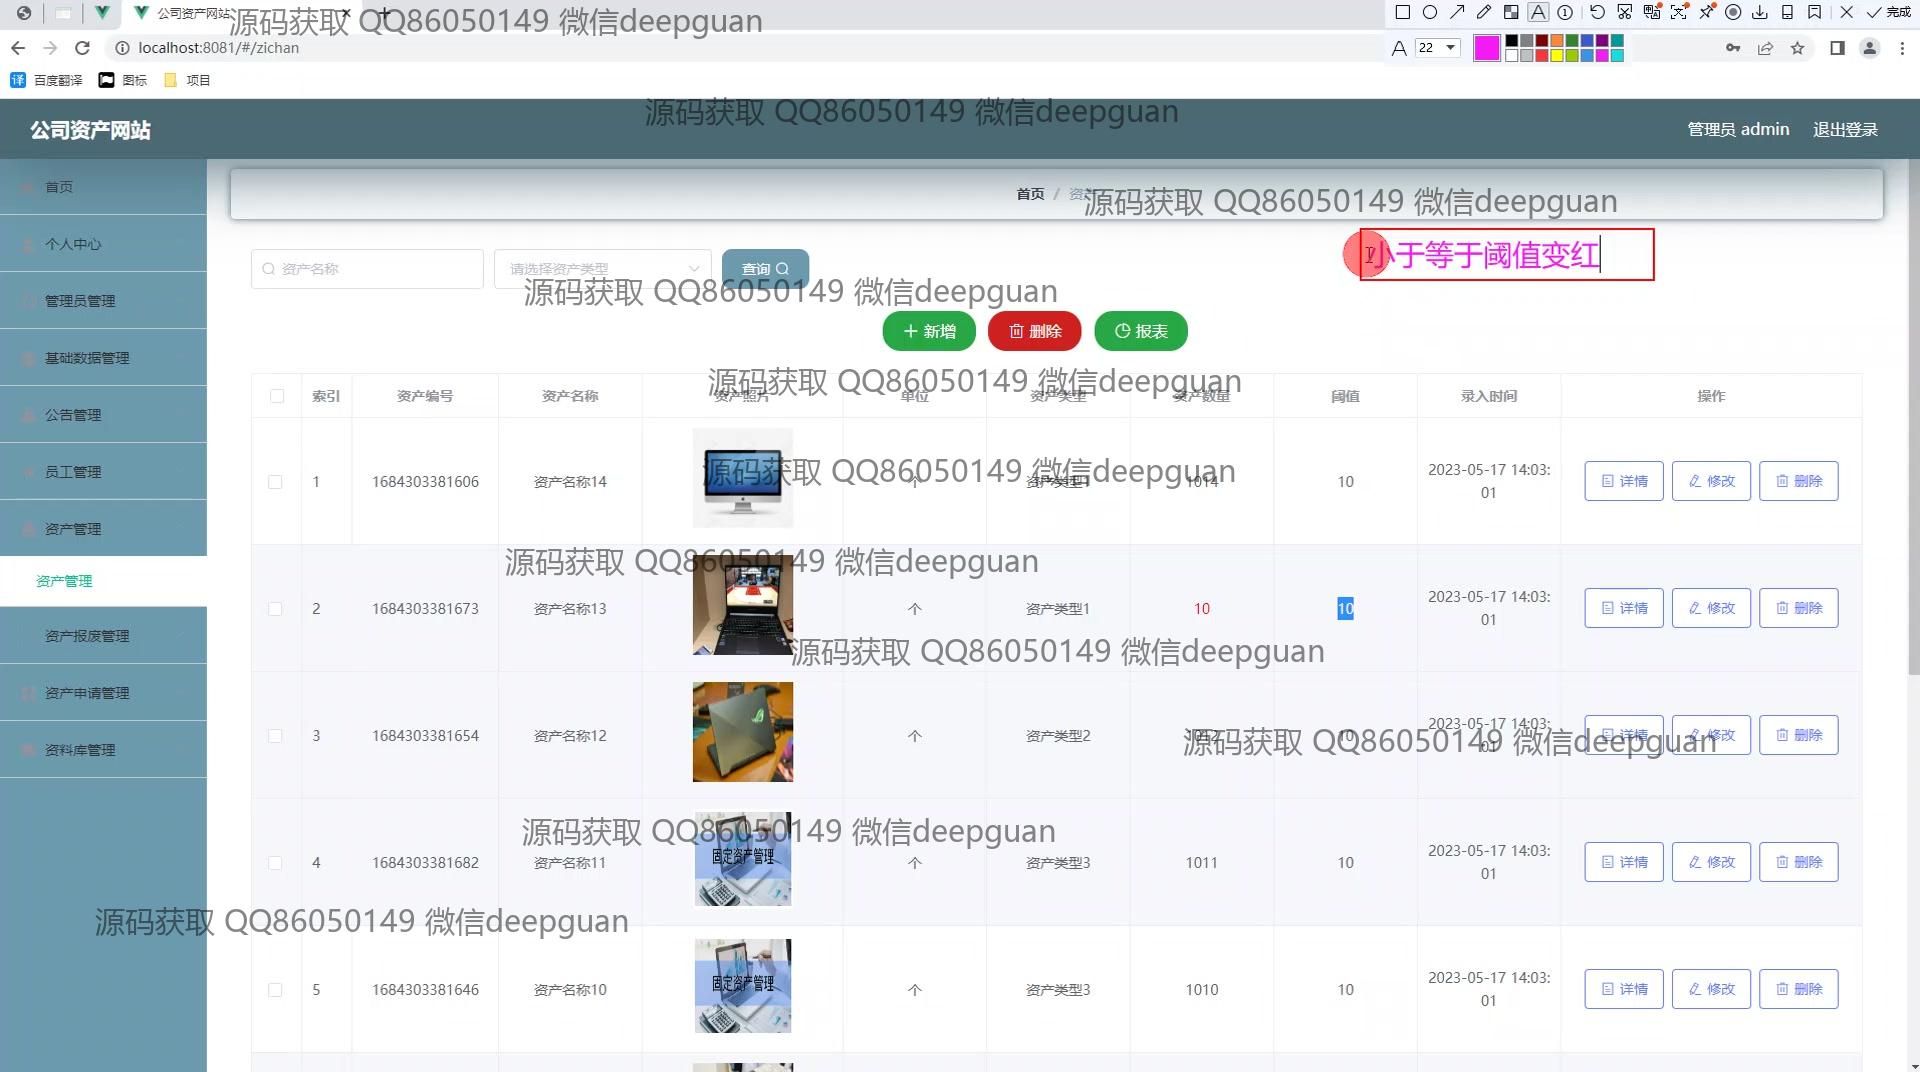 公司资产网站
源码获取 QQ86050149 微信deepguan
完成
localhost:8081/#/zichan
A 22
百度翻译 图标 项目
源码获取 QQ86050149 微信deepguan
公司资产网站
管理员 admin 退出登录
首页
个人中心
管理员管理
基础数据管理
公告管理
员工管理
资产管理
资产管理
资产报废管理
资产申请管理
资料库管理
首页 /
源码获取 QQ86050149 微信deepguan
小于等于阈值变红
资产名称 请选择资产类型 查询
源码获取 QQ86050149 微信deepguan
新增 删除 报表
源码获取 QQ86050149 微信deepguan
索引 资产编号 资产名称 资产照片 单位 资产类型 资产数量 阈值 录入时间 操作
源码获取 QQ86050149 微信deepguan
1 1684303381606 资产名称14 个 资产类型1 1014 10 2023-05-17 14:03:01 详情 修改 删除
源码获取 QQ86050149 微信deepguan
2 1684303381673 资产名称13 个 资产类型1 10 10 2023-05-17 14:03:01 详情 修改 删除
源码获取 QQ86050149 微信deepguan
3 1684303381654 资产名称12 个 资产类型2 1012 10 2023-05-17 14:03:01 详情 修改 删除
源码获取 QQ86050149 微信deepguan
源码获取 QQ86050149 微信deepguan
固定资产管理
4 1684303381682 资产名称11 个 资产类型3 1011 10 2023-05-17 14:03:01 详情 修改 删除
源码获取 QQ86050149 微信deepguan
固定资产管理
5 1684303381646 资产名称10 个 资产类型3 1010 10 2023-05-17 14:03:01 详情 修改 删除